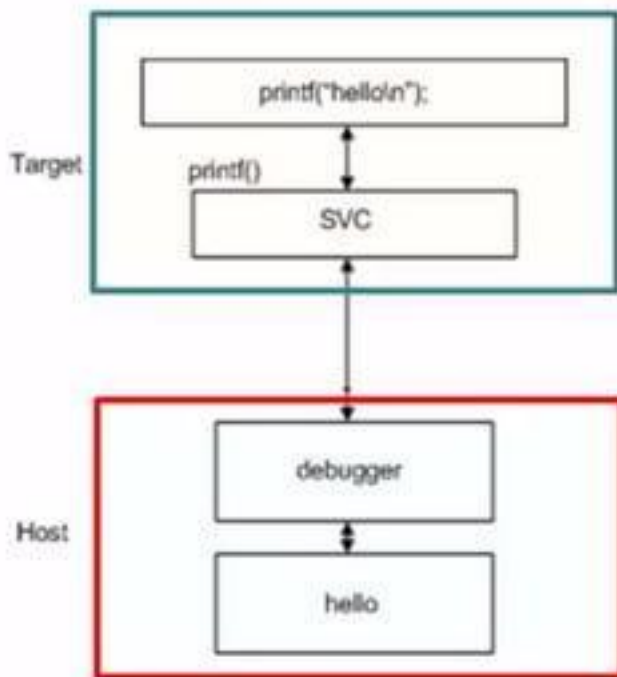 printf("hello\n");
Target
printf()
SVC
debugger
Host
hello